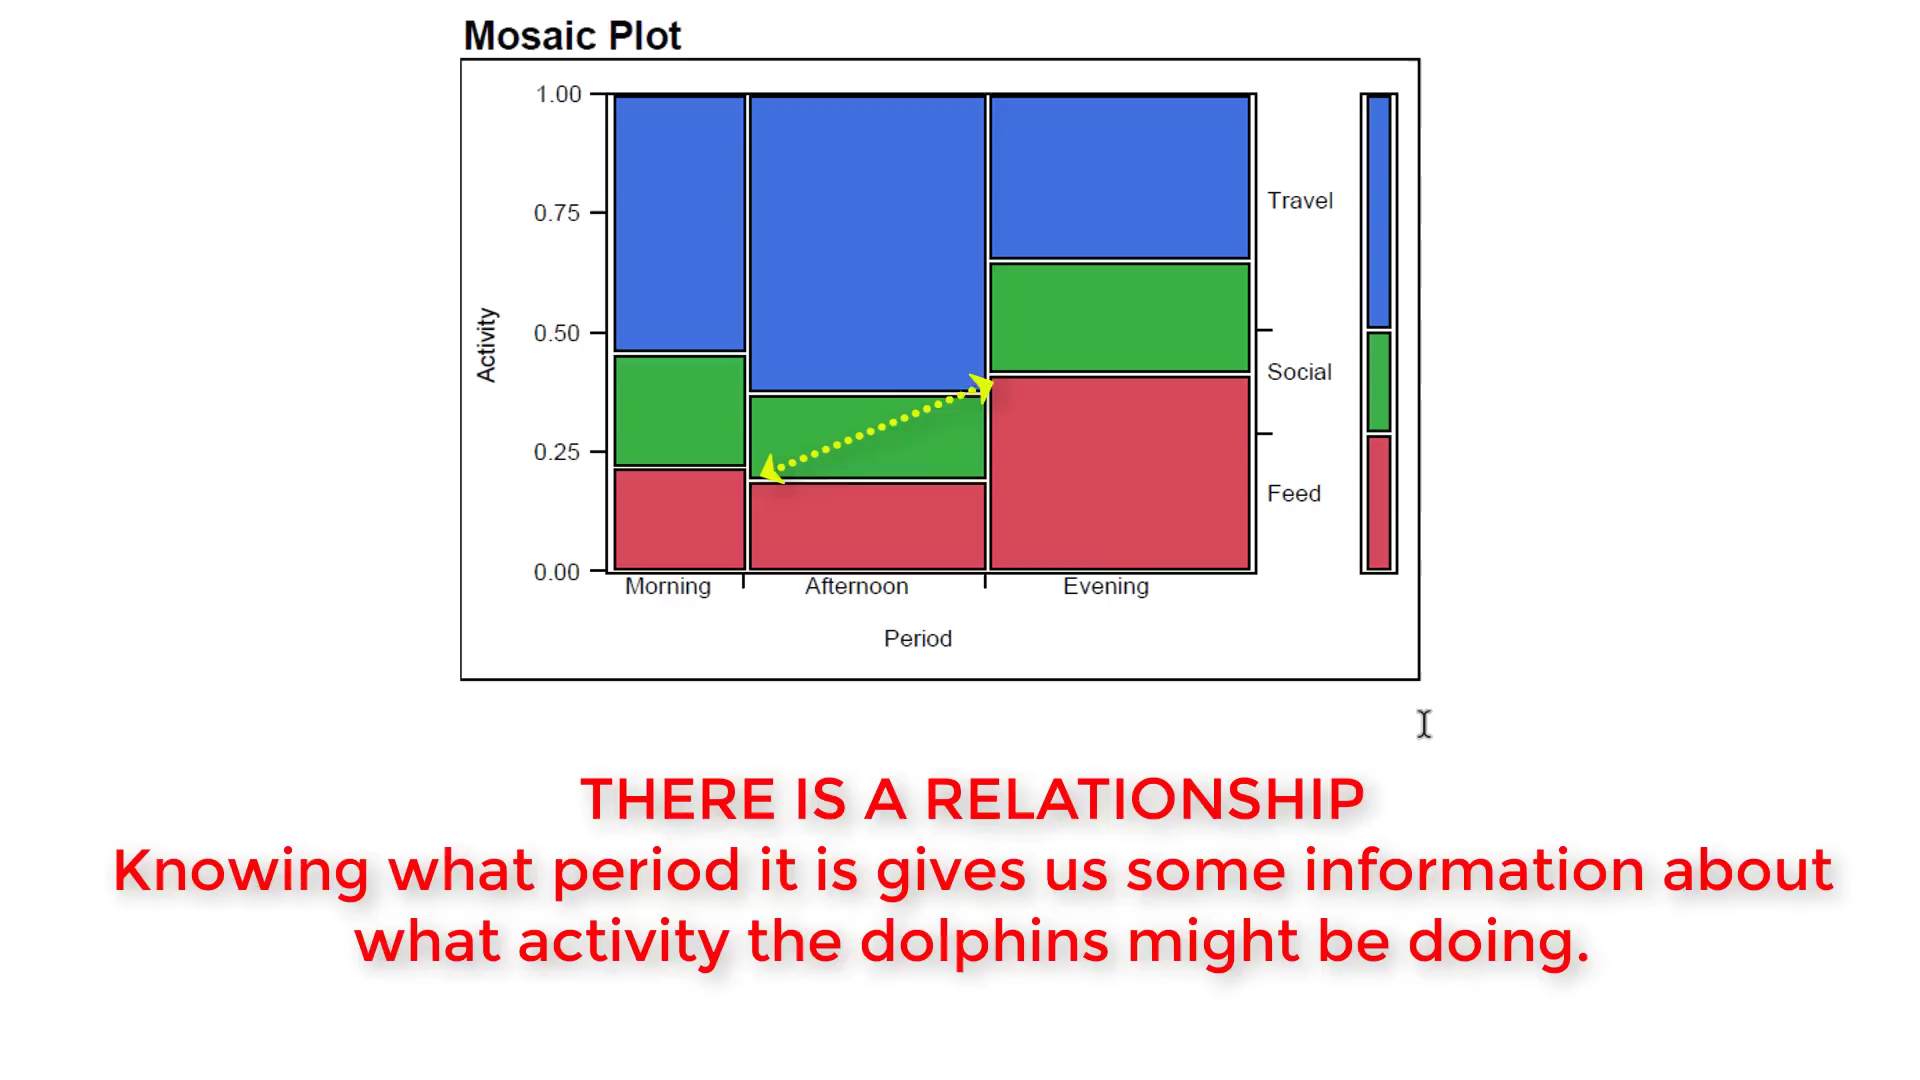 Mosaic Plot
1.00
0.75
0.50
0.25
0.00
Activity
Travel
Social
Feed
Morning
Afternoon
Evening
Period
THERE IS A RELATIONSHIP
Knowing what period it is gives us some information about
what activity the dolphins might be doing.